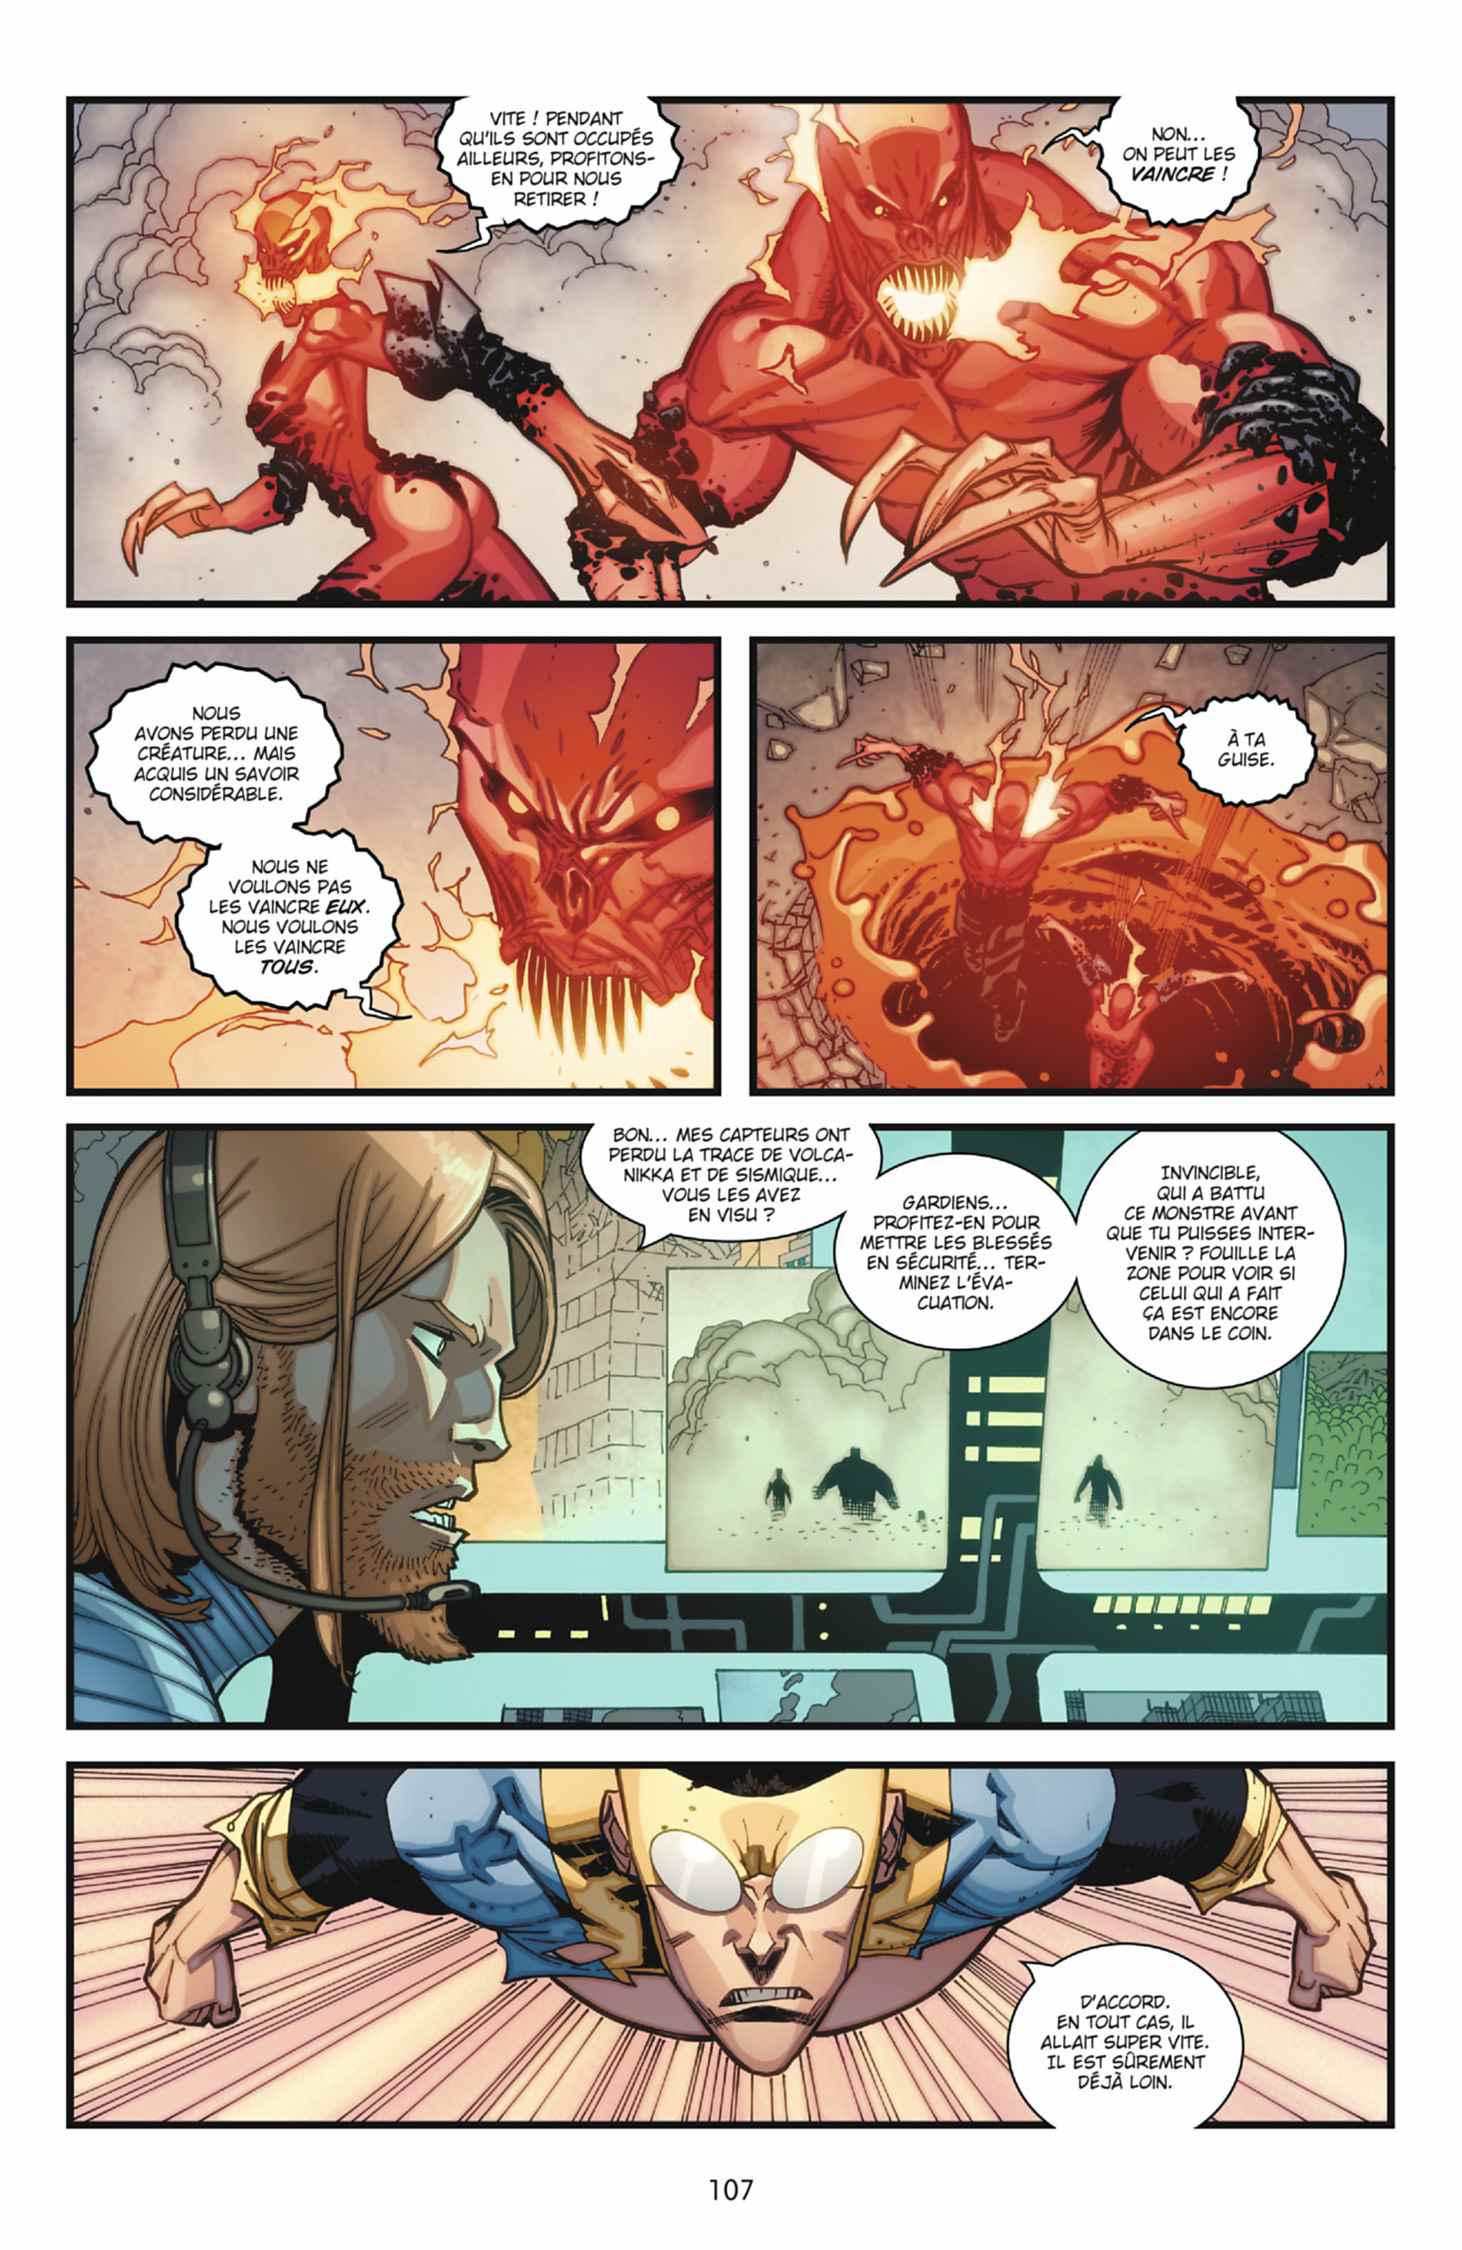 VITE ! PENDANT
QU'ILS SONT OCCUPÉS
AILLEURS, PROFITONS-
EN POUR NOUS
RETIRER !
NON...
ON PEUT LES
VAINCRE !
NOUS
AVONS PERDU UNE
CRÉATURE... MAIS
ACQUIS UN SAVOIR
CONSIDÉRABLE.
NOUS NE
VOULONS PAS
LES VAINCRE EUX.
NOUS VOULONS
LES VAINCRE
TOUS.
À TA
GUISE.
BON... MES CAPTEURS ONT
PERDU LA TRACE DE VOLCA-
NIKKA ET DE SISMIQUE...
VOUS LES AVEZ
EN VISU ?
GARDIENS...
PROFITEZ-EN POUR
METTRE LES BLESSÉS
EN SÉCURITÉ... TER-
MINEZ L'ÉVA-
CUATION.
INVINCIBLE,
QUI A BATTU
CE MONSTRE AVANT
QUE TU PUISSES INTER-
VENIR ? FOUILLE LA
ZONE POUR VOIR SI
CELUI QUI A FAIT
ÇA EST ENCORE
DANS LE COIN.
D'ACCORD.
EN TOUT CAS, IL
ALLAIT SUPER VITE.
IL EST SÛREMENT
DÉJÀ LOIN.
107